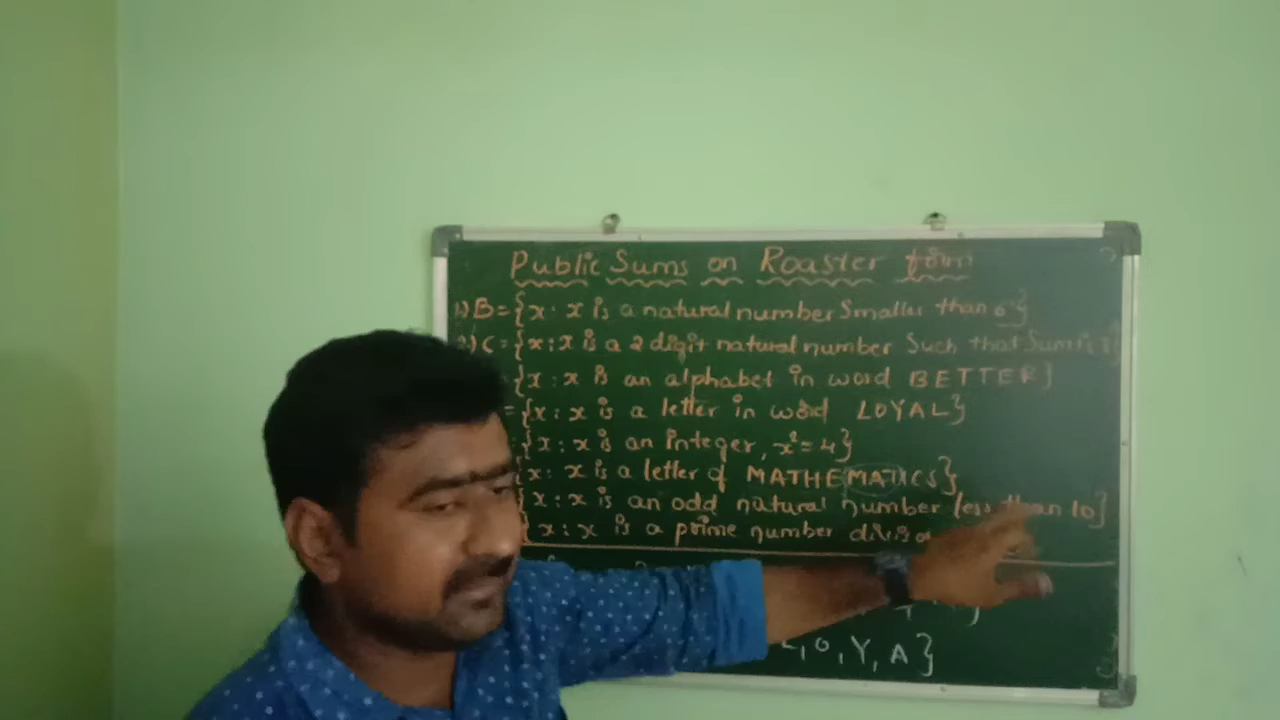 Public Sums on Roaster form
1) B = {x : x is a natural number Smaller than 6}
C = {x : x is a 2 digit natural number Such that Sum is
{x : x is an alphabet in word BETTER}
= {x : x is a letter in word LOYAL}
{x : x is an integer, x² = 4}
{x : x is a letter of MATHEMATICS}
{x : x is an odd natural number less than 10}
{x : x is a prime number
L, O, Y, A}